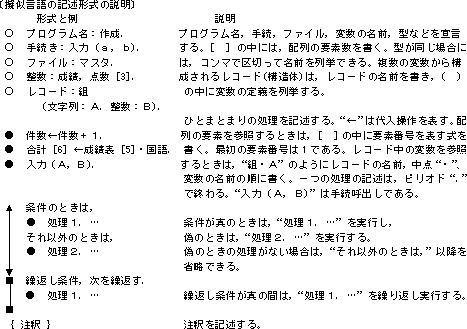 〔擬似言語の記述形式の説明〕
形式と例 説明
○ プログラム名：作成． プログラム名，手続，ファイル，変数の名前，型などを宣言
○ 手続き：入力（a，b）． する。［ ］の中には，配列の要素数を書く。型が同じ場合に
○ ファイル：マスタ． は，コンマで区切って名前を列挙できる。複数の変数から構
○ 整数：成績，点数［3］． 成されるレコード（構造体）は，レコードの名前を書き，（ ）
○ レコード：組 の中に変数の定義を列挙する。
（文字列：A，整数：B）．
ひとまとまりの処理を記述する。“←”は代入操作を表す。配
● 件数←件数＋1． 列の要素を参照するときは，［ ］の中に要素番号を表す式を
● 合計［6］←成績表［5］・国語． 書く。最初の要素番号は1である。レコード中の変数を参照
● 入力（A，B）． するときは，“組・A”のようにレコードの名前，中点“・”，
変数の名前の順に書く。一つの処理の記述は，ピリオド“．”
で終わる。“入力（A，B）”は手続呼出しである。
条件のときは，
● 処理1．… 条件が真のときは，“処理1．…”を実行し，
それ以外のときは， 偽のときは，“処理2．…”を実行する。
● 処理2．… 偽のときの処理がない場合は，“それ以外のときは，”以降を
省略できる。
繰返し条件，次を繰返す．
● 処理1．… 繰返し条件が真の間は，“処理1．…”を繰り返し実行する。
｛ 注釈 ｝ 注釈を記述する。